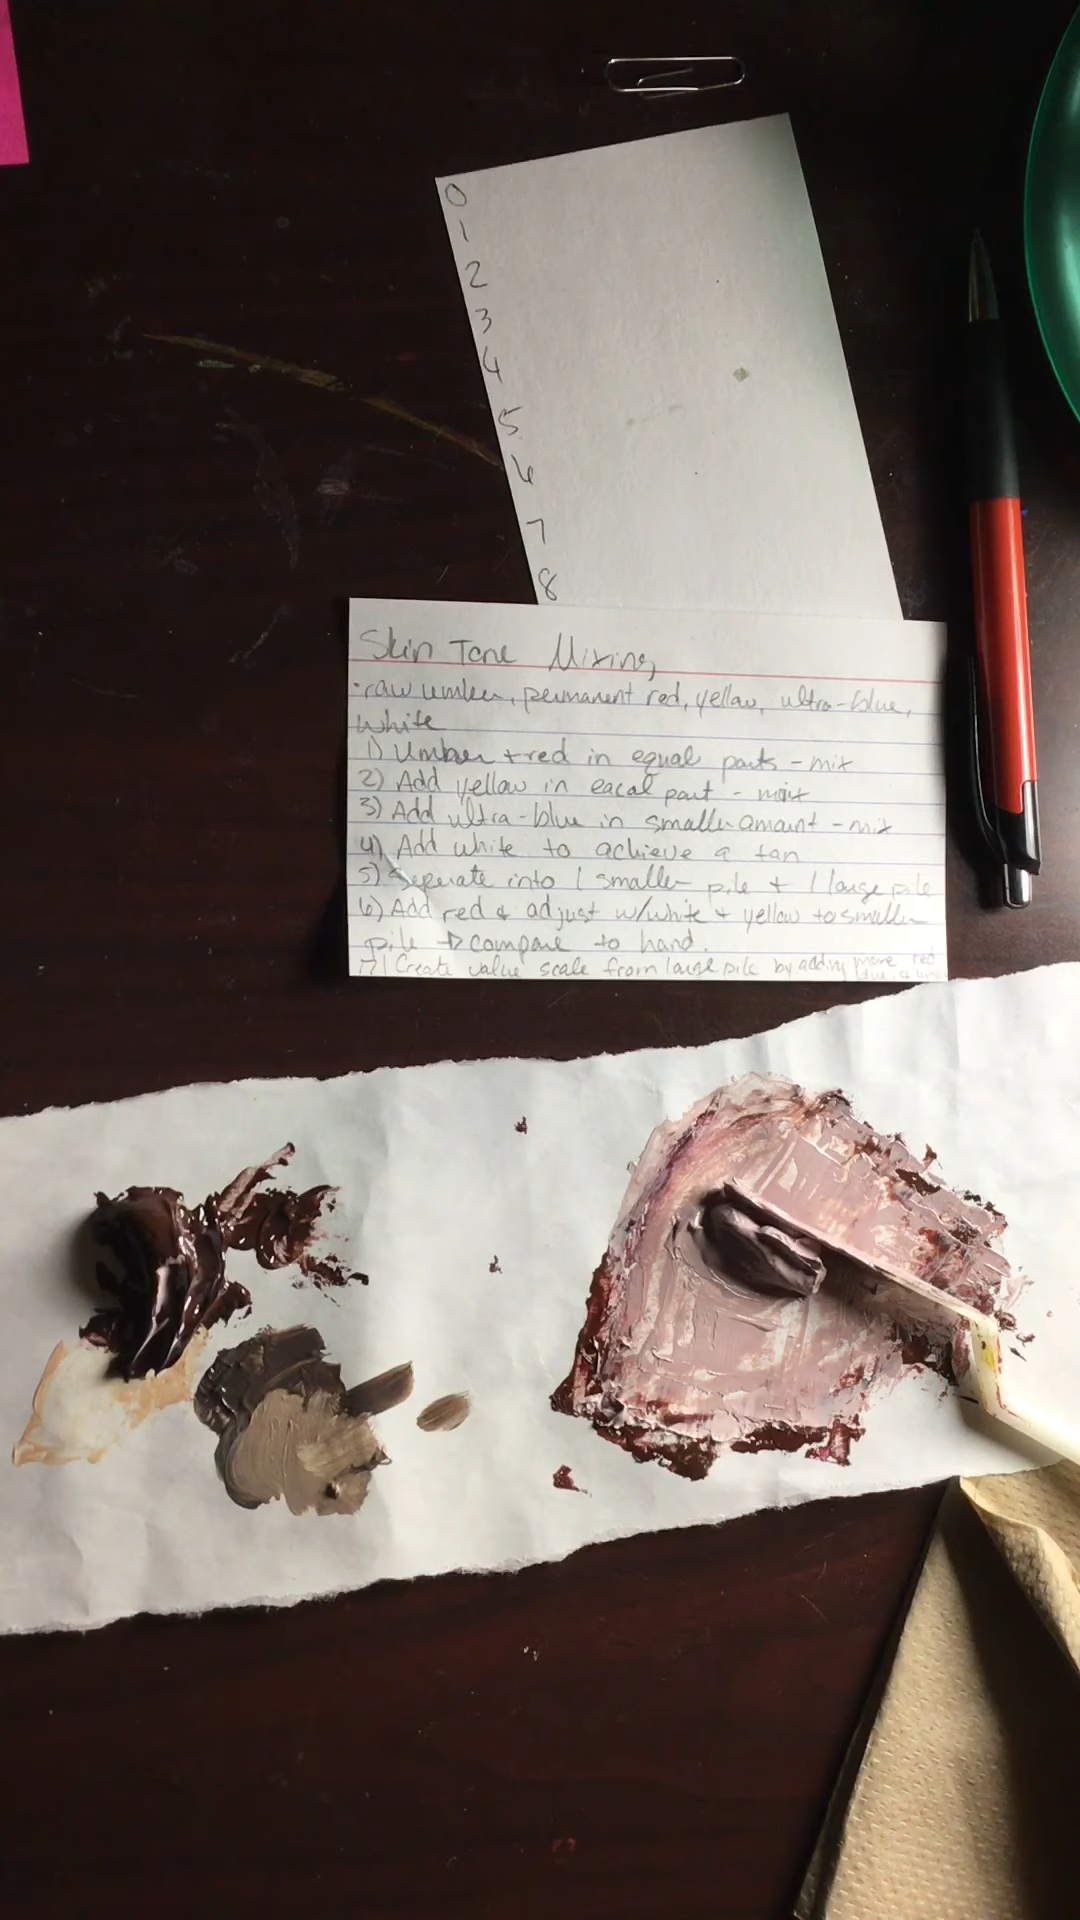 0
1
2
3
4
5.
6
7
8
Skin Tone Mixing
·raw umber, permanent red, yellow, ultra-blue,
white
1) Umber + red in equal parts - mix
2) Add yellow in eacal part - mix
3) Add ultra-blue in smaller amount - mix
4) Add white to achieve a tan
5) Seperate into 1 smaller pile + 1 large pile
6) Add red & adjust w/white + yellow to smaller
pile → compare to hand.
7) Create value scale from large pile by adding more red